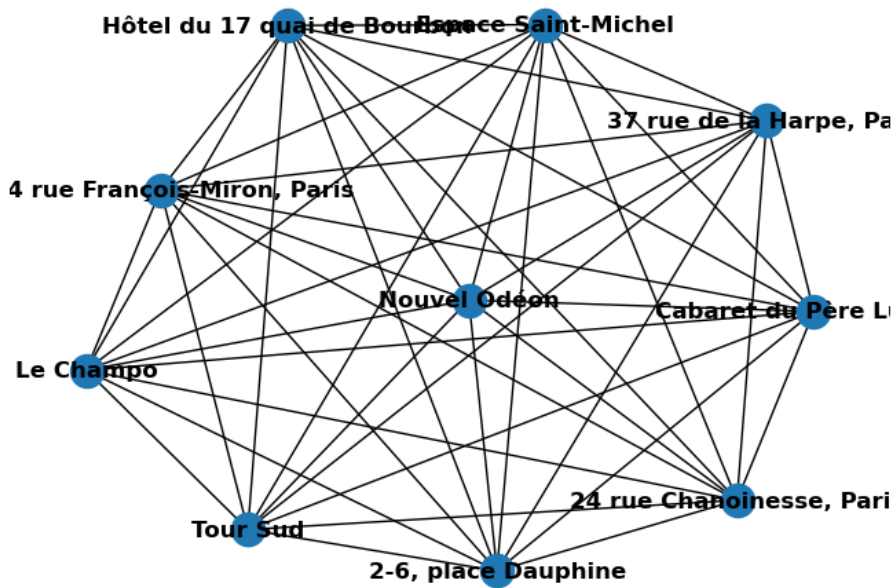 Hôtel du 17 quai de Bourbon
Espace Saint-Michel
37 rue de la Harpe, Pa
4 rue François-Miron, Paris
Nouvel Odéon
Cabaret du Père Lu
Le Champo
24 rue Chanoinesse, Pari
Tour Sud
2-6, place Dauphine